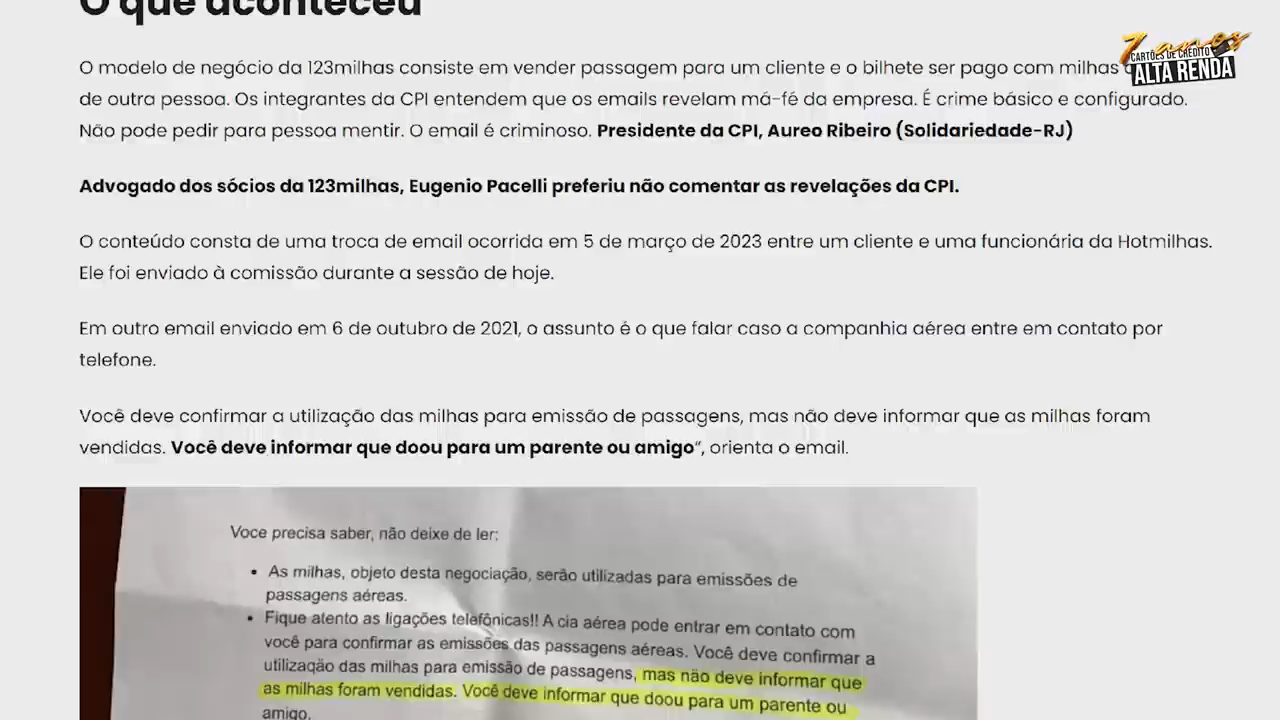 O que aconteceu
7 anos
CARTÕES DE CRÉDITO
ALTA RENDA
O modelo de negócio da 123milhas consiste em vender passagem para um cliente e o bilhete ser pago com milhas
de outra pessoa. Os integrantes da CPI entendem que os emails revelam má-fé da empresa. É crime básico e configurado.
Não pode pedir para pessoa mentir. O email é criminoso. Presidente da CPI, Aureo Ribeiro (Solidariedade-RJ)
Advogado dos sócios da 123milhas, Eugenio Pacelli preferiu não comentar as revelações da CPI.
O conteúdo consta de uma troca de email ocorrida em 5 de março de 2023 entre um cliente e uma funcionária da Hotmilhas.
Ele foi enviado à comissão durante a sessão de hoje.
Em outro email enviado em 6 de outubro de 2021, o assunto é o que falar caso a companhia aérea entre em contato por
telefone.
Você deve confirmar a utilização das milhas para emissão de passagens, mas não deve informar que as milhas foram
vendidas. Você deve informar que doou para um parente ou amigo“, orienta o email.
Voce precisa saber, não deixe de ler:
• As milhas, objeto desta negociação, serão utilizadas para emissões de
passagens aéreas.
• Fique atento as ligações telefônicas!! A cia aérea pode entrar em contato com
você para confirmar as emissões das passagens aéreas. Você deve confirmar a
utilização das milhas para emissão de passagens, mas não deve informar que
as milhas foram vendidas. Você deve informar que doou para um parente ou
amigo.